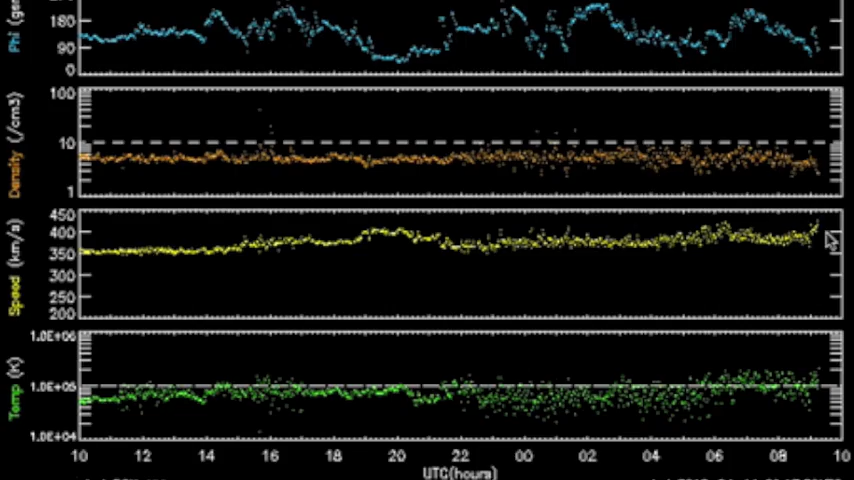 180
Phi (gsm
90
0
100
Density (/cm3)
10
1
450
400
Speed (km/s)
350
300
250
200
1.0E+06
Temp (K)
1.0E+05
1.0E+04
10 12 14 16 18 20 22 00 02 04 06 08 10
UTC(hours)